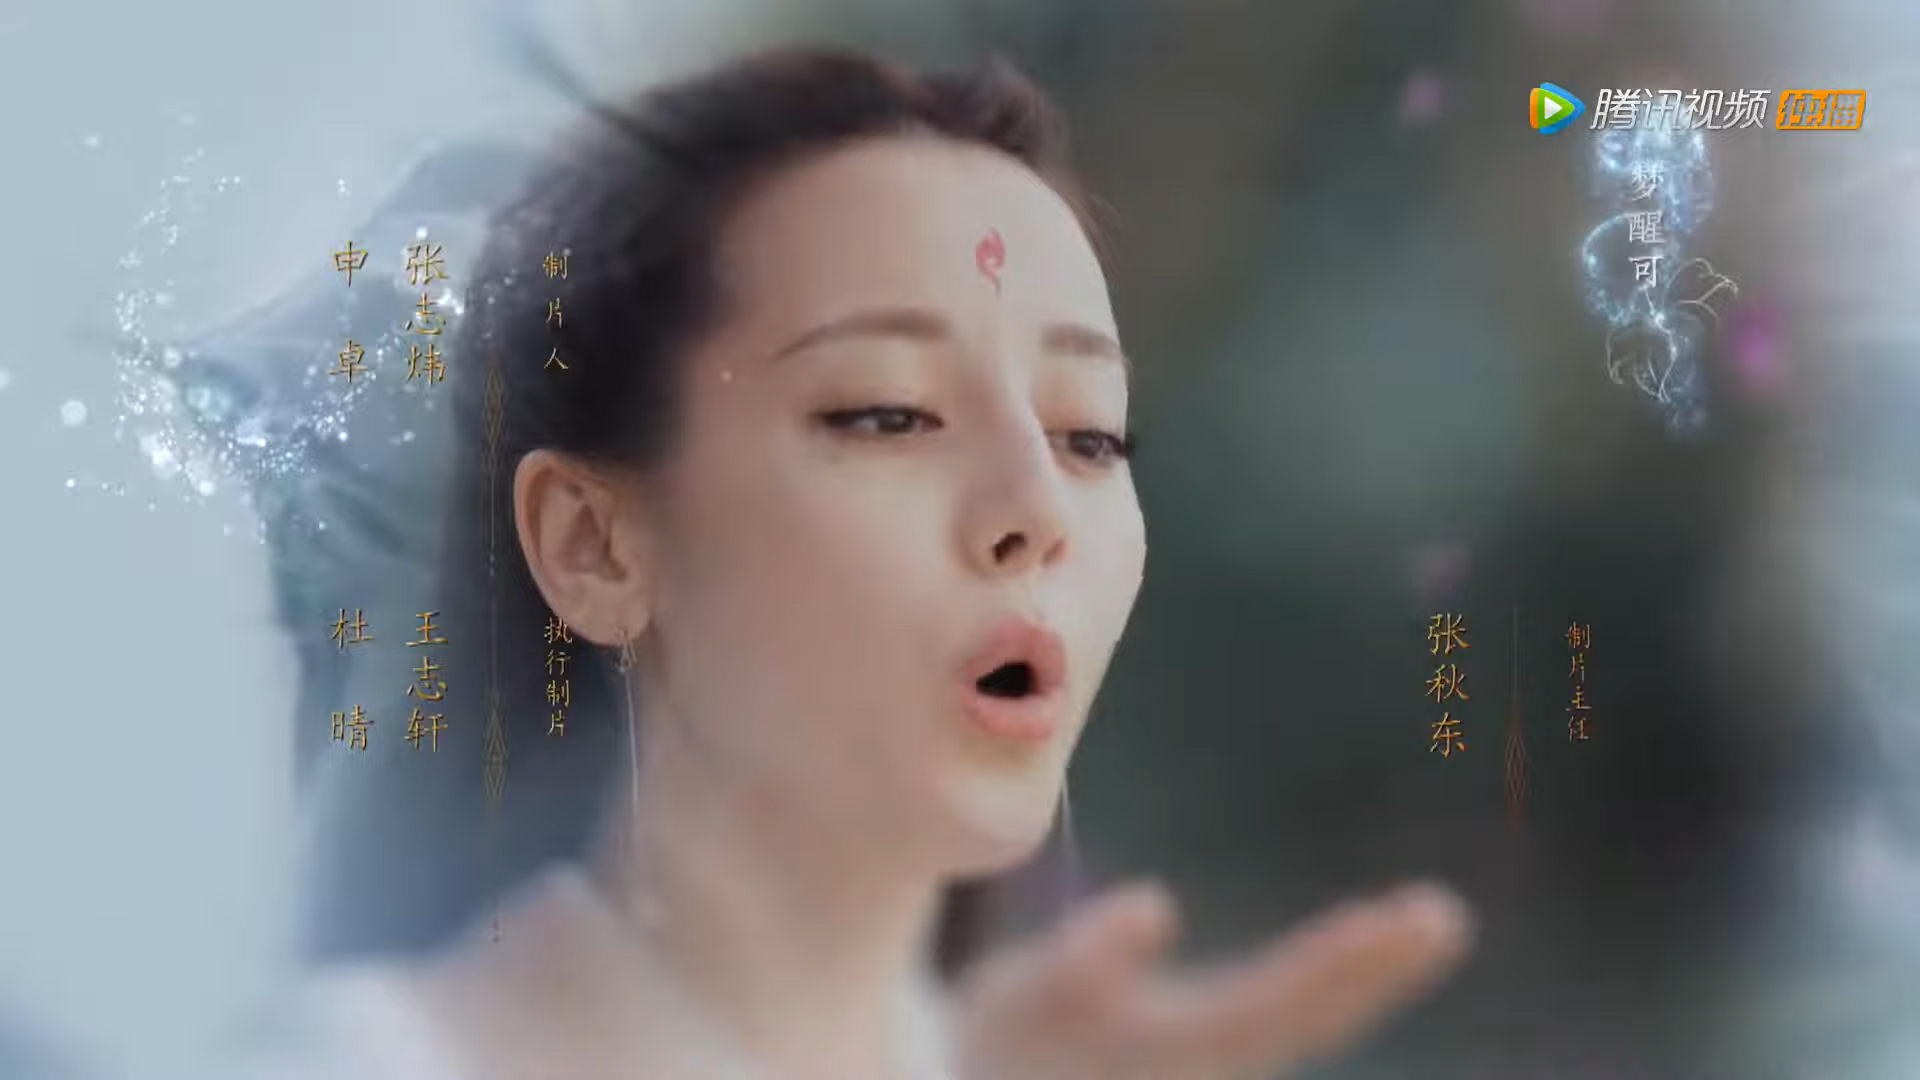 腾讯视频 独播
梦醒可
制片人
张志炜
申卓
执行制片
王志轩
杜晴
制片主任
张秋东